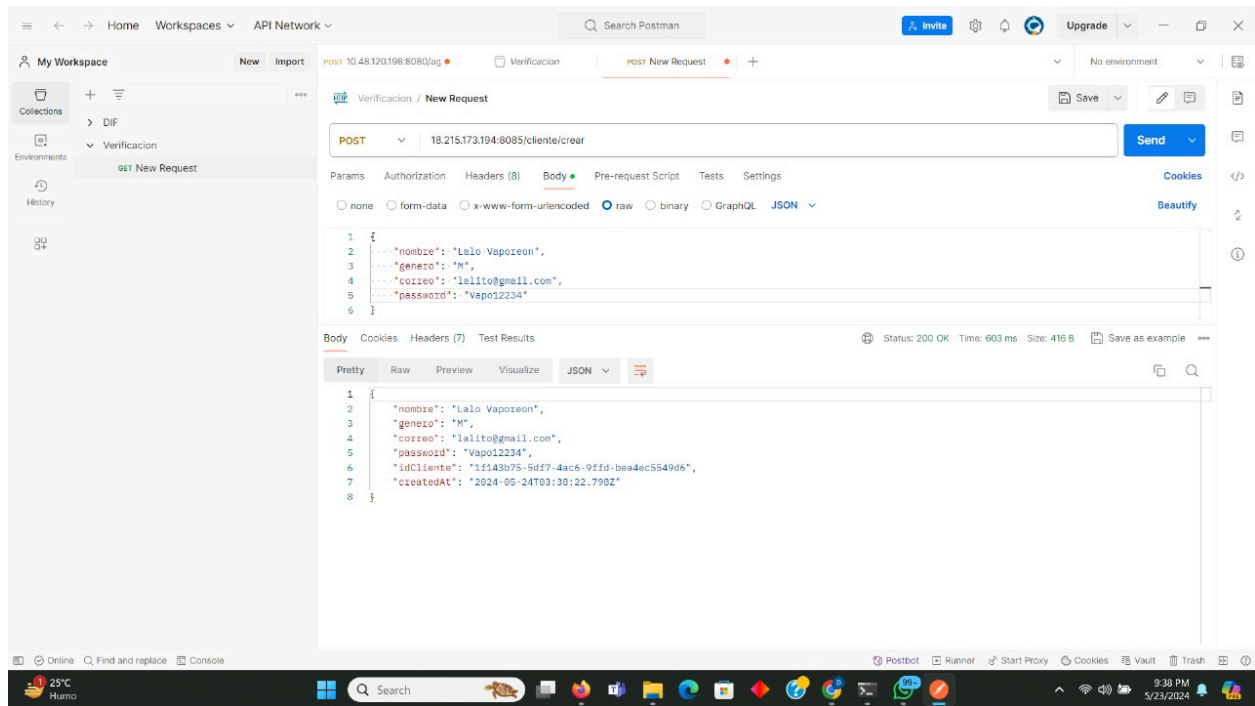 Home Workspaces API Network Search Postman Invite Upgrade
My Workspace New Import POST 10.48.120.198:8080/ag Verificacion POST New Request No environment
Collections
Environments
History
DIF
Verificacion
GET New Request
HTTP Verificacion / New Request Save
POST 18.215.173.194:8085/cliente/crear Send
Params Authorization Headers (8) Body Pre-request Script Tests Settings Cookies
none form-data x-www-form-urlencoded raw binary GraphQL JSON Beautify
1 {
2 "nombre": "Lalo Vaporeon",
3 "genero": "M",
4 "correo": "lalito@gmail.com",
5 "password": "Vapo12234"
6 }
Body Cookies Headers (7) Test Results Status: 200 OK Time: 603 ms Size: 416 B Save as example
Pretty Raw Preview Visualize JSON
1 {
2 "nombre": "Lalo Vaporeon",
3 "genero": "M",
4 "correo": "lalito@gmail.com",
5 "password": "Vapo12234",
6 "idCliente": "1f143b75-5df7-4ac6-9ffd-bea4ec5549d6",
7 "createdAt": "2024-05-24T03:38:22.798Z"
8 }
Online Find and replace Console Postbot Runner Start Proxy Cookies Vault Trash
1 25°C
Humo
Search
99+
9:38 PM
5/23/2024